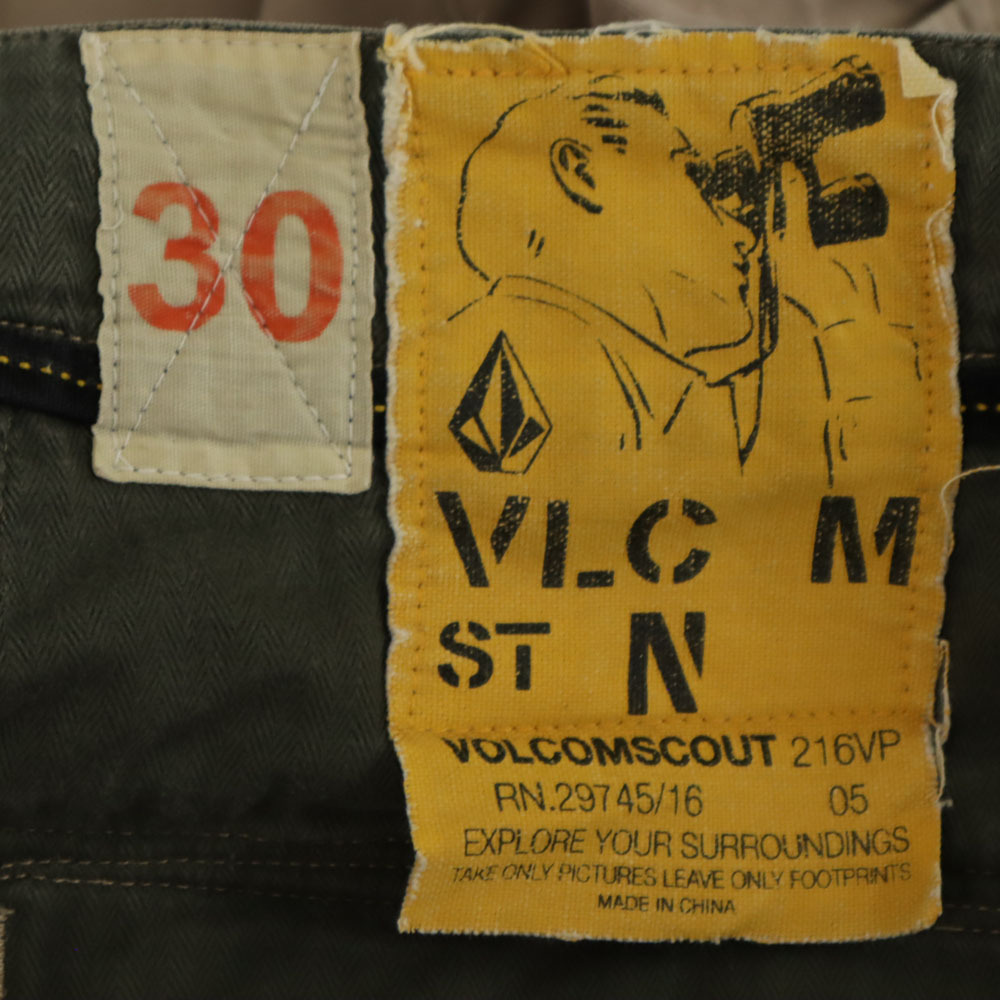 30
VLC M
ST N
VOLCOMSCOUT 216VP
RN.29745/16 05
EXPLORE YOUR SURROUNDINGS
TAKE ONLY PICTURES LEAVE ONLY FOOTPRINTS
MADE IN CHINA